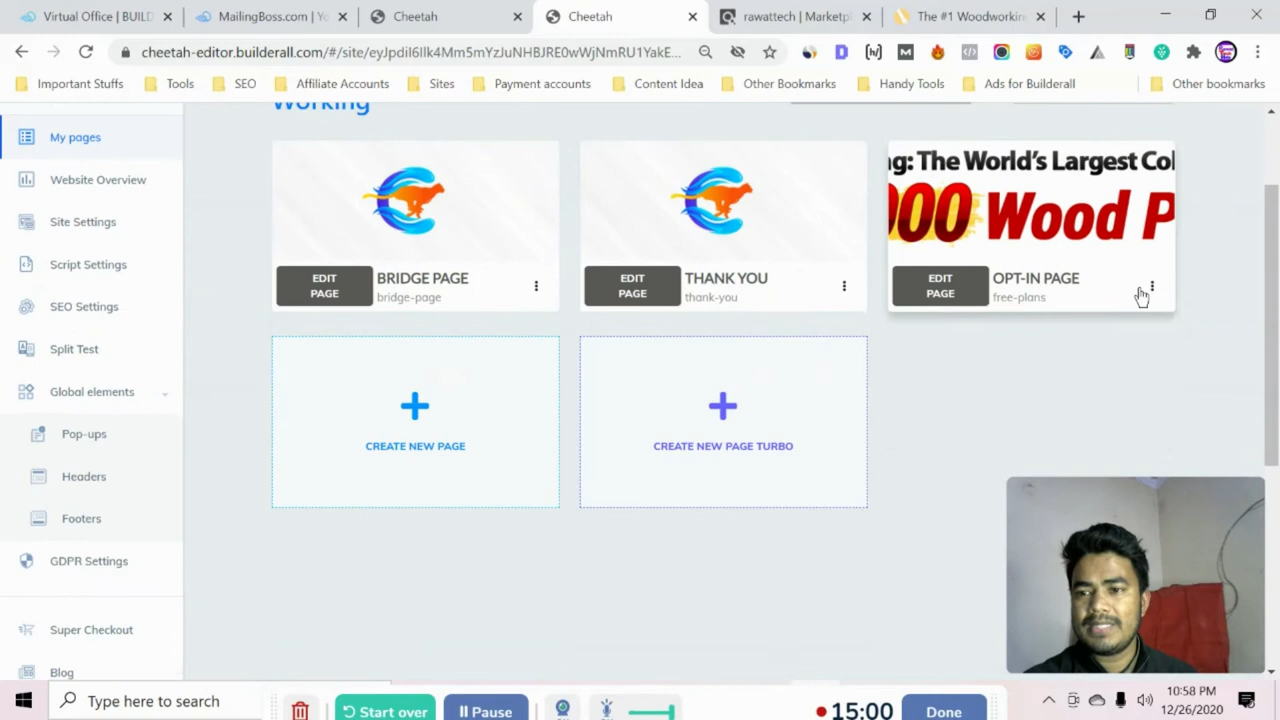 Virtual Office | BUILD
MailingBoss.com | Yo
Cheetah
Cheetah
rawattech | Marketpl
The #1 Woodworkin
cheetah-editor.builderall.com/#/site/eyJpdiI6Ilk4Mm5mYzJuNHBJRE0wWjNmRU1YakE...
Important Stuffs
Tools
SEO
Affiliate Accounts
Sites
Payment accounts
Content Idea
Other Bookmarks
Handy Tools
Ads for Builderall
Other bookmarks
Working
My pages
Website Overview
Site Settings
Script Settings
SEO Settings
Split Test
Global elements
Pop-ups
Headers
Footers
GDPR Settings
Super Checkout
Blog
EDIT
PAGE
BRIDGE PAGE
bridge-page
EDIT
PAGE
THANK YOU
thank-you
ng: The World's Largest Col
000 Wood P
EDIT
PAGE
OPT-IN PAGE
free-plans
CREATE NEW PAGE
CREATE NEW PAGE TURBO
Type here to search
Start over
Pause
15:00
Done
10:58 PM
12/26/2020